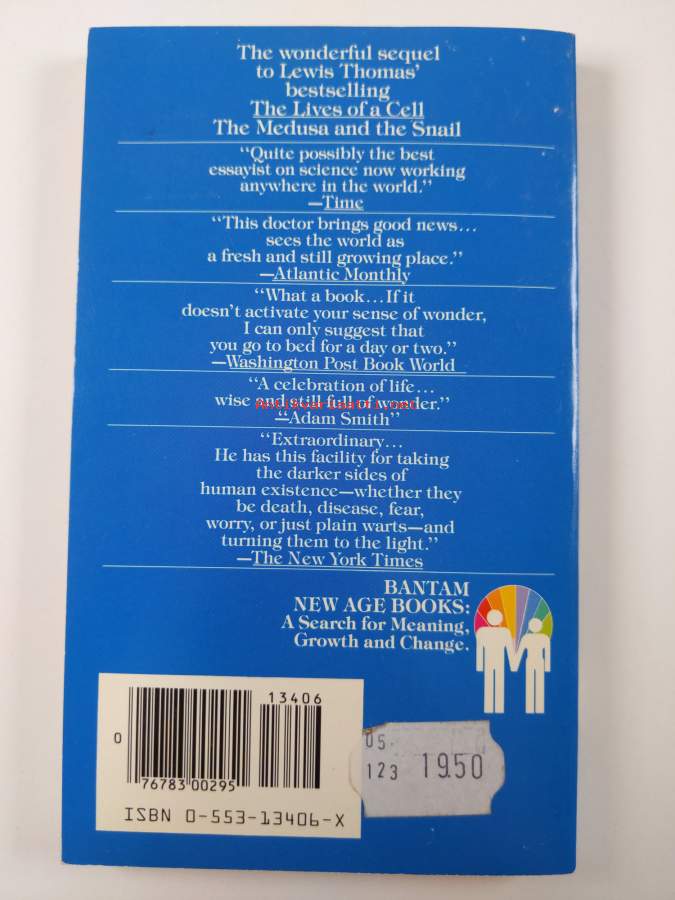 The wonderful sequel
to Lewis Thomas'
bestselling
The Lives of a Cell
The Medusa and the Snail
“Quite possibly the best
essayist on science now working
anywhere in the world.”
—Time
“This doctor brings good news...
sees the world as
a fresh and still growing place.”
—Atlantic Monthly
“What a book...If it
doesn't activate your sense of wonder,
I can only suggest that
you go to bed for a day or two.”
—Washington Post Book World
“A celebration of life...
wise and still full of wonder.”
Antikvariaatti.net
—“Adam Smith”
“Extraordinary...
He has this facility for taking
the darker sides of
human existence—whether they
be death, disease, fear,
worry, or just plain warts—and
turning them to the light.”
—The New York Times
BANTAM
NEW AGE BOOKS:
A Search for Meaning,
Growth and Change.
13406
0
76783 00295
ISBN 0-553-13406-X
05.
123 19.50